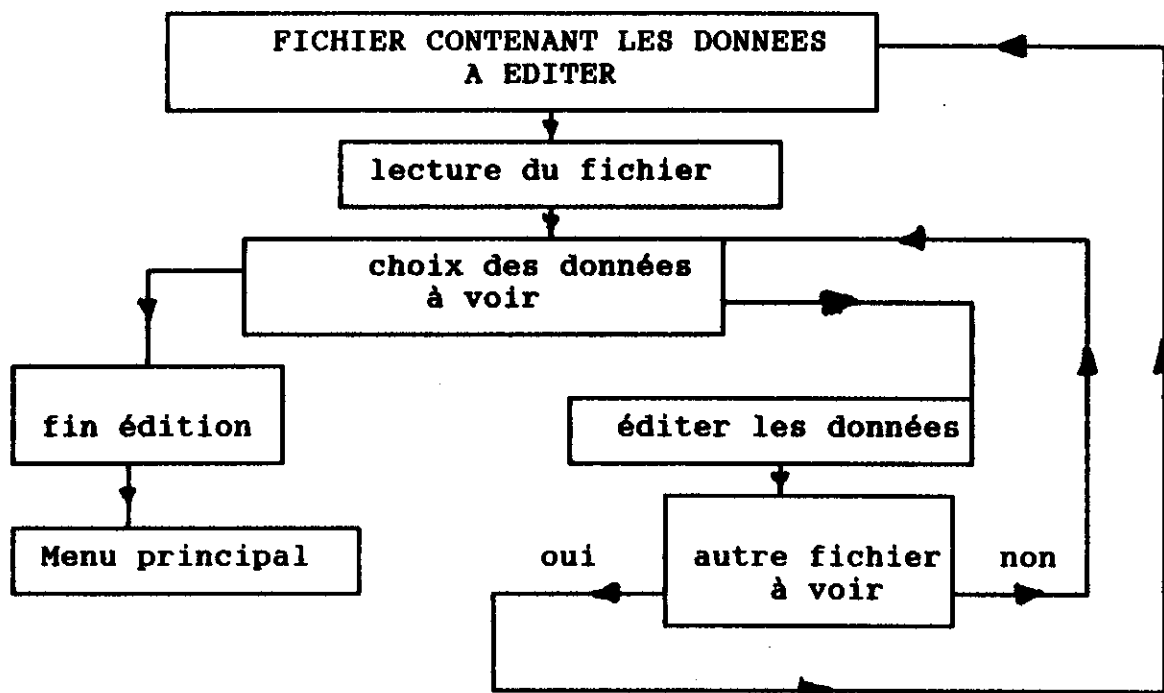 FICHIER CONTENANT LES DONNEES
A EDITER
lecture du fichier
choix des données
à voir
fin édition
éditer les données
Menu principal
oui
autre fichier
à voir
non